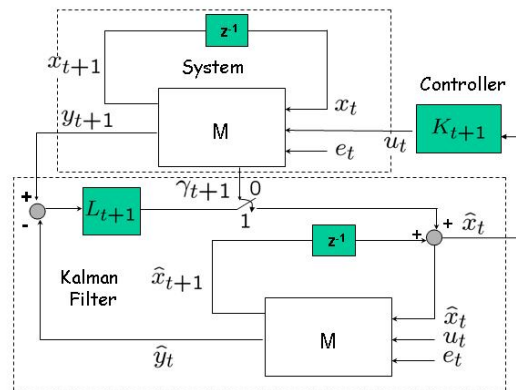 z-1
x_{t+1}
System
Controller
y_{t+1}
M
x_t
u_t
K_{t+1}
e_t
γ_{t+1}
0
+
-
L_{t+1}
1
+
+
x̂_t
z-1
Kalman
Filter
x̂_{t+1}
ŷ_t
M
x̂_t
u_t
e_t